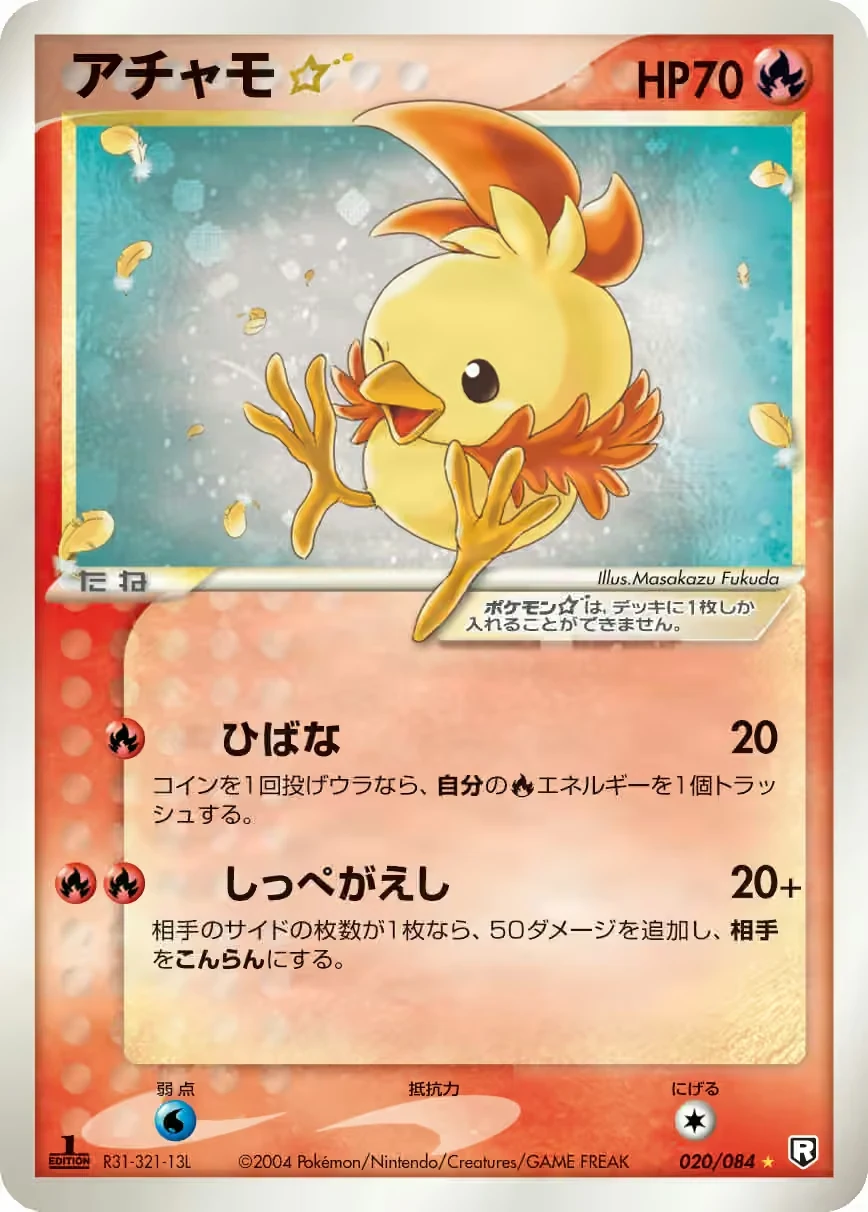 アチャモ☆
HP70
たね
Illus.Masakazu Fukuda
ポケモン☆は、デッキに1枚しか
入れることができません。
ひばな 20
コインを1回投げウラなら、自分の🔥エネルギーを1個トラッ
シュする。
しっぺがえし 20+
相手のサイドの枚数が1枚なら、50ダメージを追加し、相手
をこんらんにする。
弱点 抵抗力 にげる
1 EDITION R31-321-13L ©2004 Pokémon/Nintendo/Creatures/GAME FREAK 020/084 ★ R